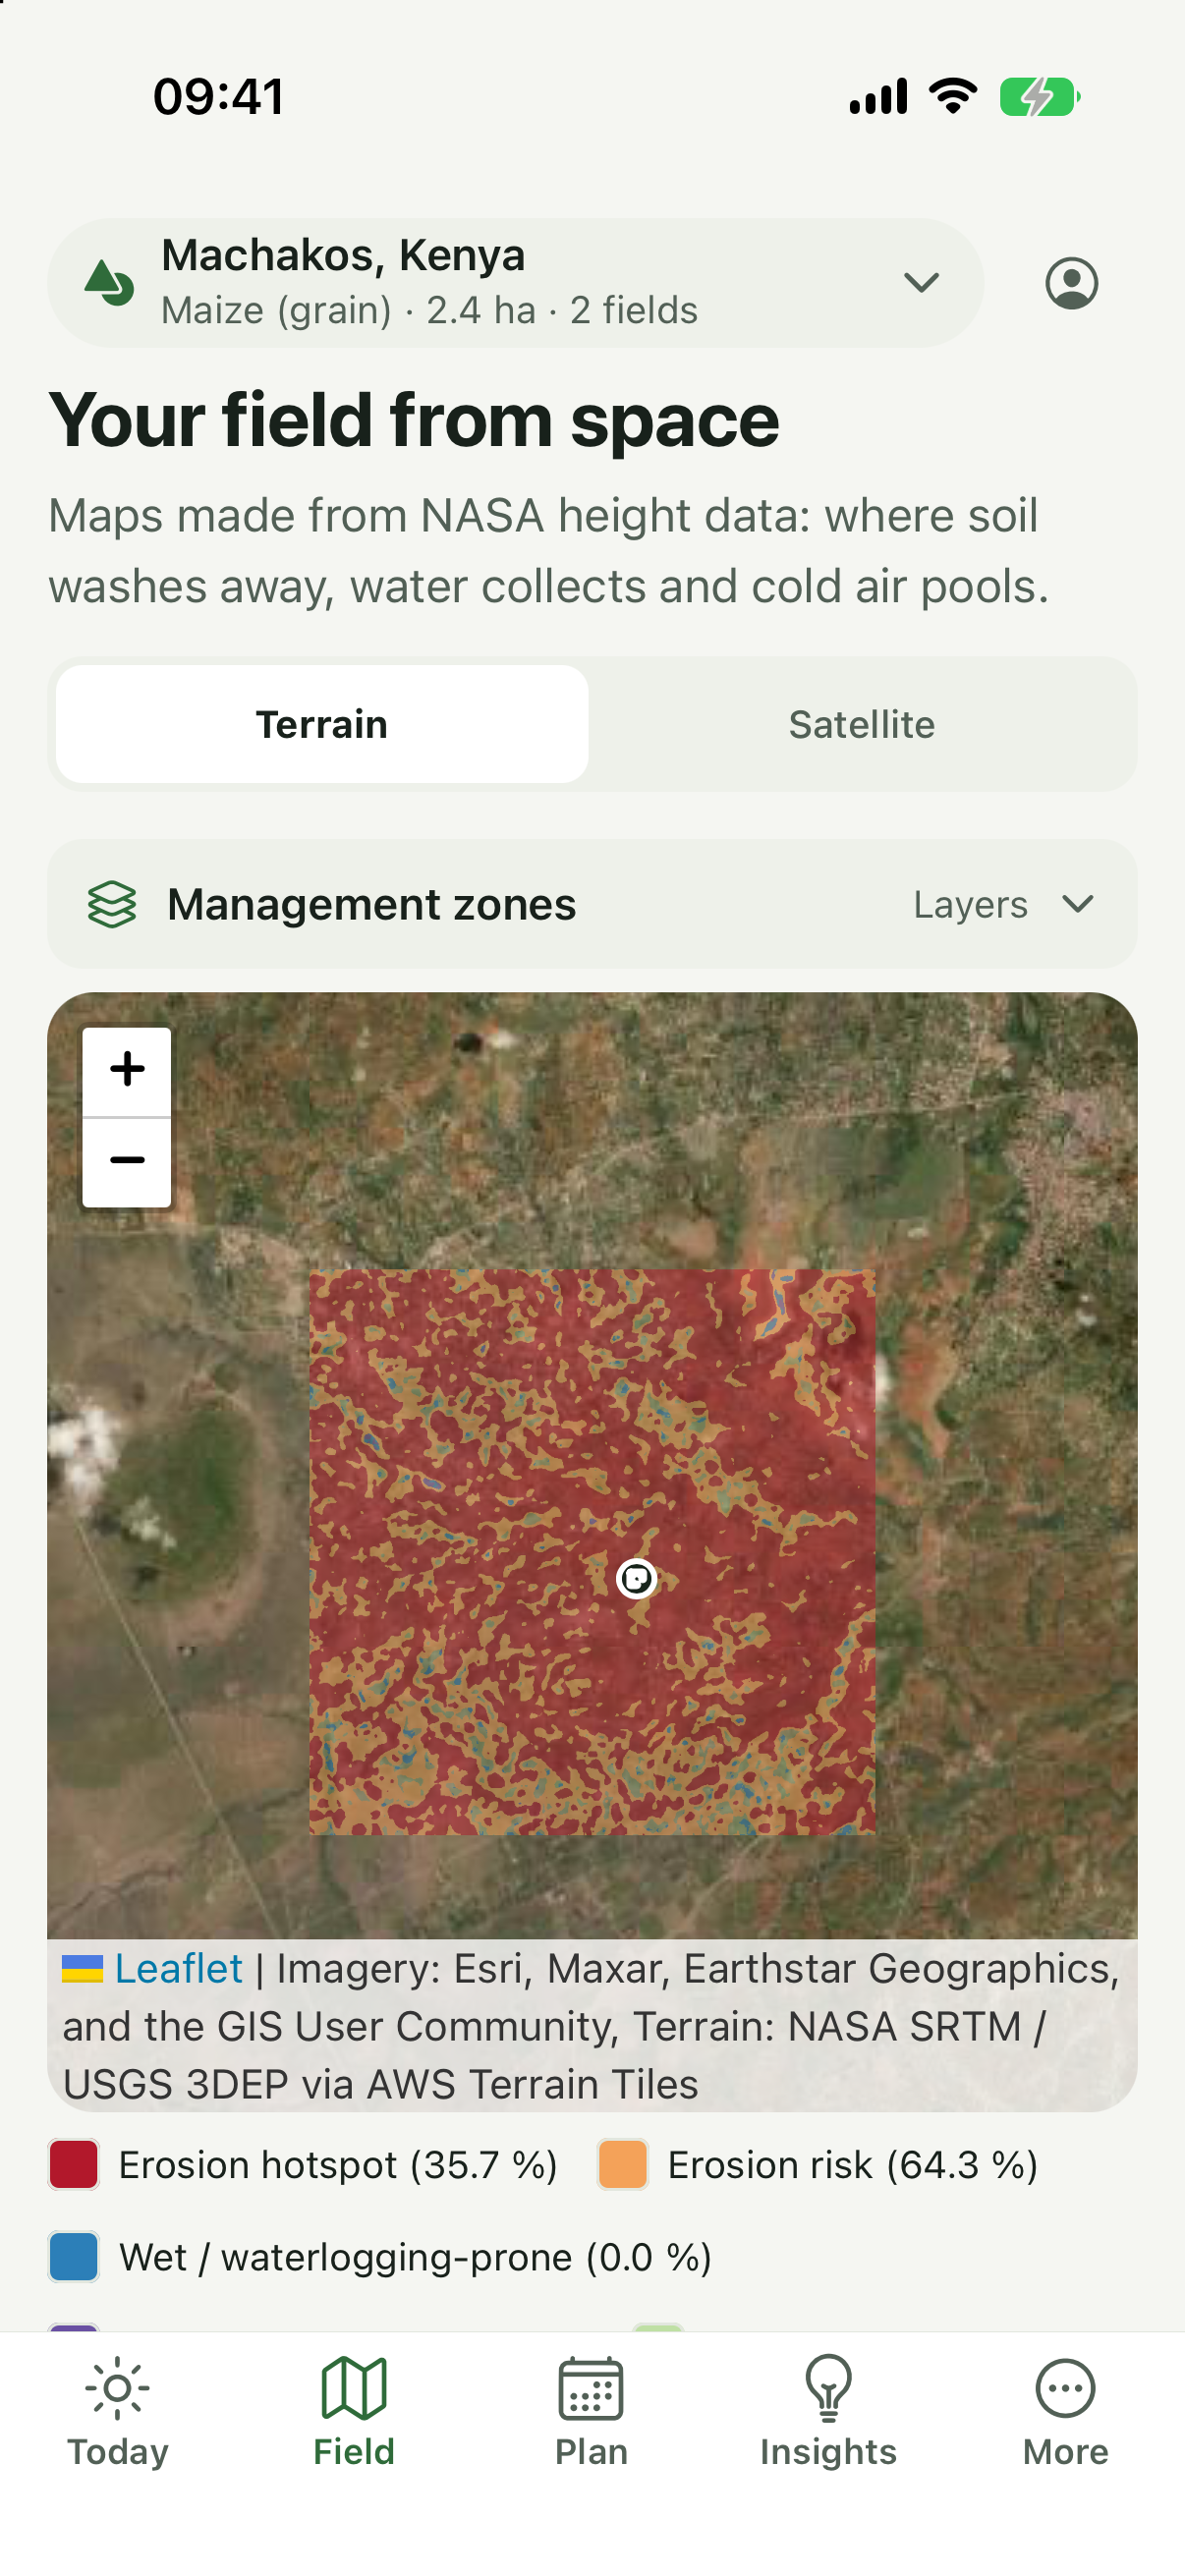 09:41
Machakos, Kenya
Maize (grain) · 2.4 ha · 2 fields
Your field from space
Maps made from NASA height data: where soil
washes away, water collects and cold air pools.
Terrain
Satellite
Management zones
Layers
+
−
Leaflet | Imagery: Esri, Maxar, Earthstar Geographics,
and the GIS User Community, Terrain: NASA SRTM /
USGS 3DEP via AWS Terrain Tiles
Erosion hotspot (35.7 %)
Erosion risk (64.3 %)
Wet / waterlogging-prone (0.0 %)
Today
Field
Plan
Insights
More